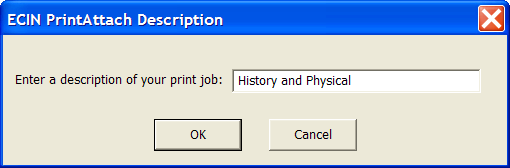 ECIN PrintAttach Description
Enter a description of your print job: History and Physical
OK Cancel